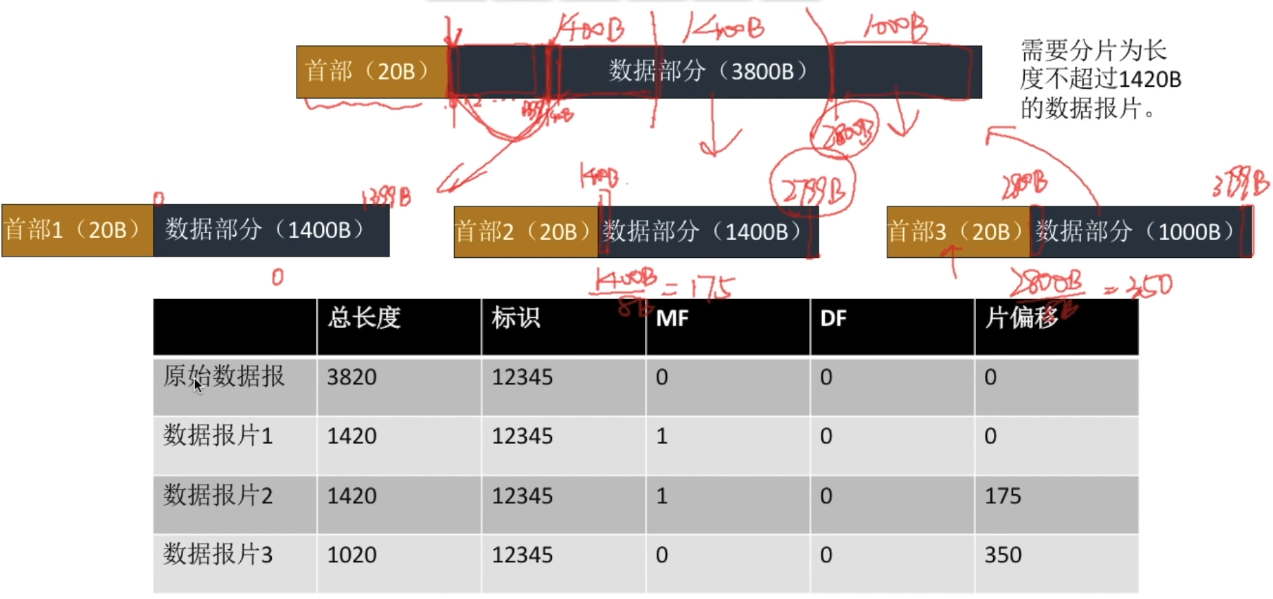 1400B 1400B 1000B
首部（20B） 数据部分（3800B）
需要分片为长
度不超过1420B
的数据报片。
2800B
0 1399B 1400B 2799B 2800B 3799B
首部1（20B） 数据部分（1400B） 首部2（20B） 数据部分（1400B） 首部3（20B） 数据部分（1000B）
0 1400B/8B=175 2800B/8B=350
总长度 标识 MF DF 片偏移
原始数据报 3820 12345 0 0 0
数据报片1 1420 12345 1 0 0
数据报片2 1420 12345 1 0 175
数据报片3 1020 12345 0 0 350